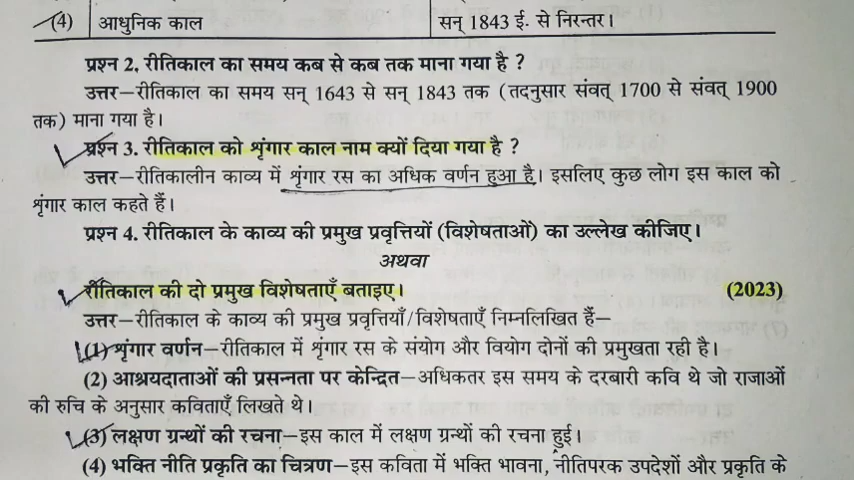 (4) आधुनिक काल सन् 1843 ई. से निरन्तर।
प्रश्न 2. रीतिकाल का समय कब से कब तक माना गया है ?
उत्तर–रीतिकाल का समय सन् 1643 से सन् 1843 तक (तदनुसार संवत् 1700 से संवत् 1900
तक) माना गया है।
प्रश्न 3. रीतिकाल को शृंगार काल नाम क्यों दिया गया है ?
उत्तर–रीतिकालीन काव्य में शृंगार रस का अधिक वर्णन हुआ है। इसलिए कुछ लोग इस काल को
शृंगार काल कहते हैं।
प्रश्न 4. रीतिकाल के काव्य की प्रमुख प्रवृत्तियों (विशेषताओं) का उल्लेख कीजिए।
अथवा
रीतिकाल की दो प्रमुख विशेषताएँ बताइए। (2023)
उत्तर–रीतिकाल के काव्य की प्रमुख प्रवृत्तियाँ/विशेषताएँ निम्नलिखित हैं–
(1) शृंगार वर्णन–रीतिकाल में शृंगार रस के संयोग और वियोग दोनों की प्रमुखता रही है।
(2) आश्रयदाताओं की प्रसन्नता पर केन्द्रित–अधिकतर इस समय के दरबारी कवि थे जो राजाओं
की रुचि के अनुसार कविताएँ लिखते थे।
(3) लक्षण ग्रन्थों की रचना–इस काल में लक्षण ग्रन्थों की रचना हुई।
(4) भक्ति नीति प्रकृति का चित्रण–इस कविता में भक्ति भावना, नीतिपरक उपदेशों और प्रकृति के